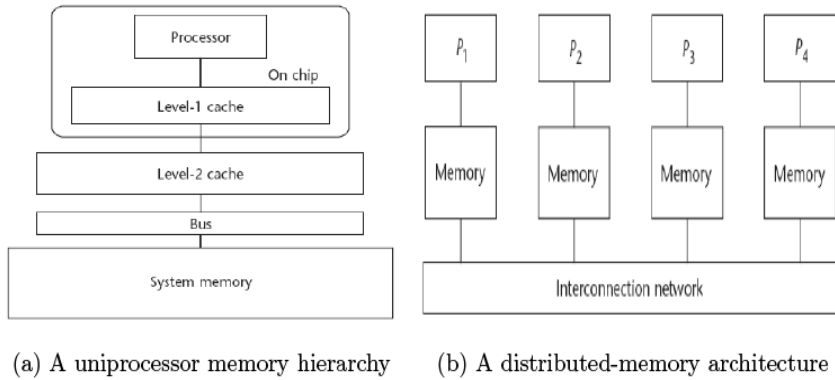 Processor
On chip
Level-1 cache
Level-2 cache
Bus
System memory
(a) A uniprocessor memory hierarchy
P1 P2 P3 P4
Memory Memory Memory Memory
Interconnection network
(b) A distributed-memory architecture